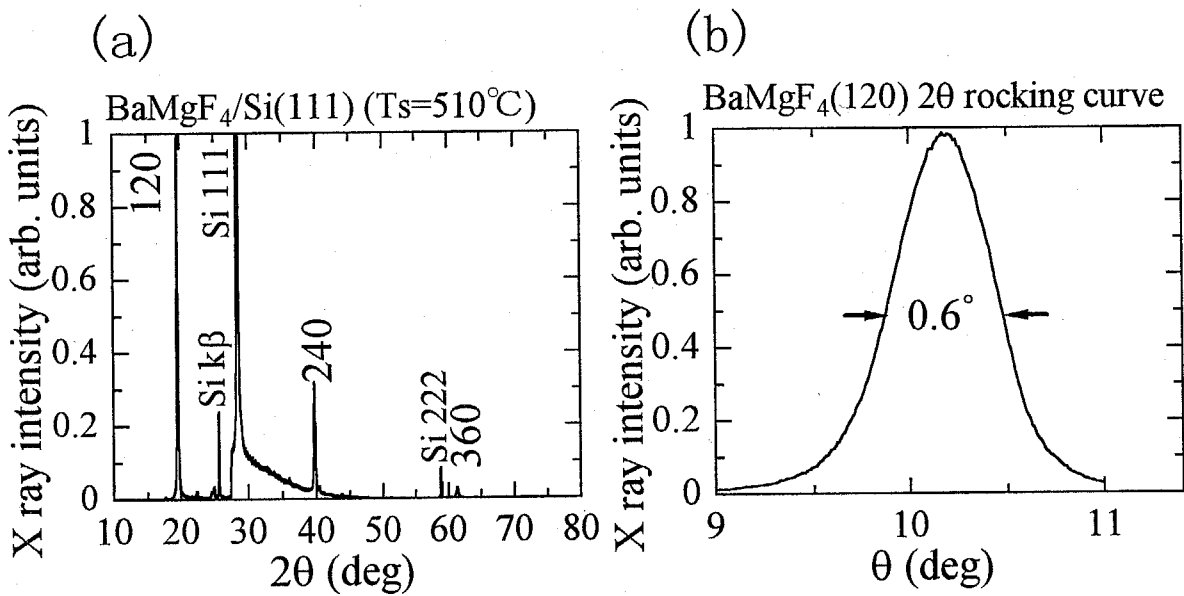 (a)
BaMgF₄/Si(111) (Ts=510℃)
X ray intensity (arb. units)
1
0.8
0.6
0.4
0.2
0
120
Si kβ
Si 111
240
Si 222
360
10 20 30 40 50 60 70 80
2θ (deg)
(b)
BaMgF₄(120) 2θ rocking curve
X ray intensity (arb. units)
1
0.8
0.6
0.4
0.2
0
0.6°
9 10 11
θ (deg)